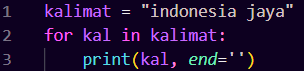 1 kalimat = "indonesia jaya"
2 for kal in kalimat:
3     print(kal, end='')